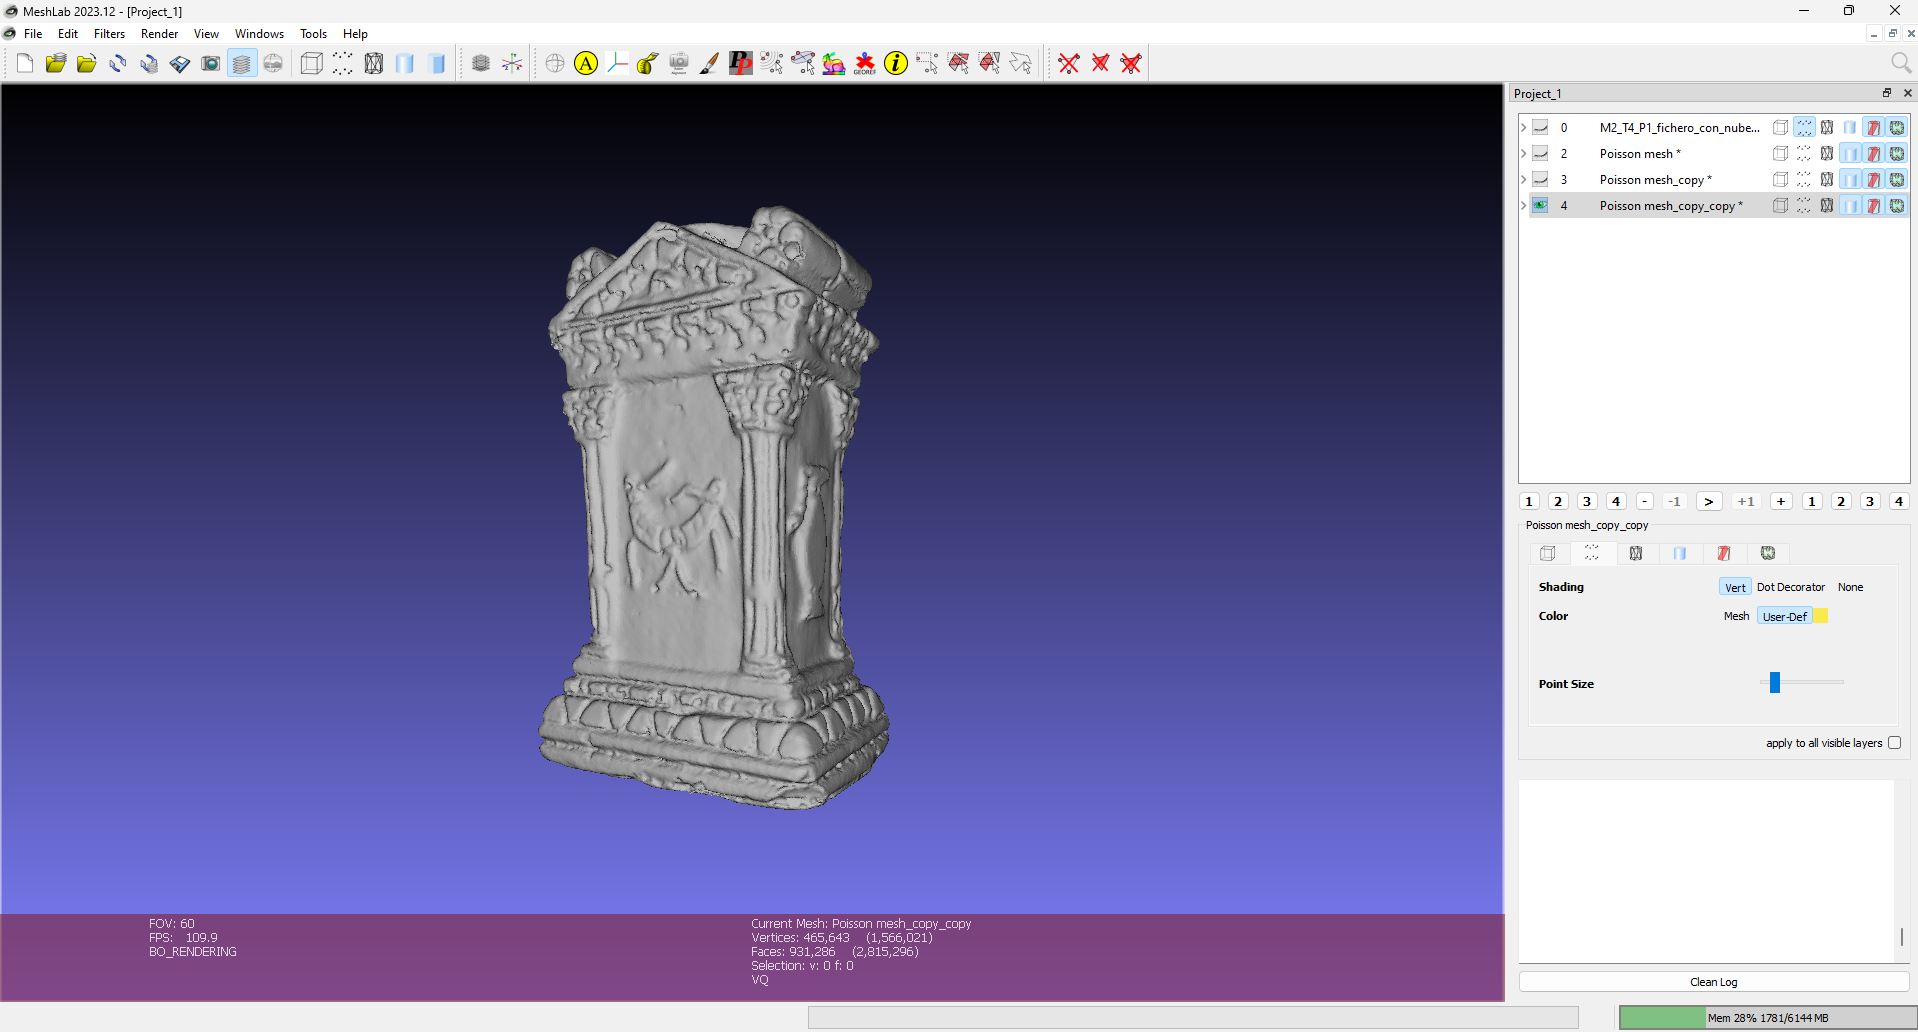 MeshLab 2023.12 - [Project_1]
File Edit Filters Render View Windows Tools Help
A
PP
GEOREF
i
Project_1
0 M2_T4_P1_fichero_con_nube...
2 Poisson mesh *
3 Poisson mesh_copy *
4 Poisson mesh_copy_copy *
1 2 3 4 - -1 > +1 + 1 2 3 4
Poisson mesh_copy_copy
Shading Vert Dot Decorator None
Color Mesh User-Def
Point Size
apply to all visible layers
FOV: 60
FPS: 109.9
BO_RENDERING
Current Mesh: Poisson mesh_copy_copy
Vertices: 465,643 (1,566,021)
Faces: 931,286 (2,815,296)
Selection: v: 0 f: 0
VQ
Clean Log
Mem 28% 1781/6144 MB